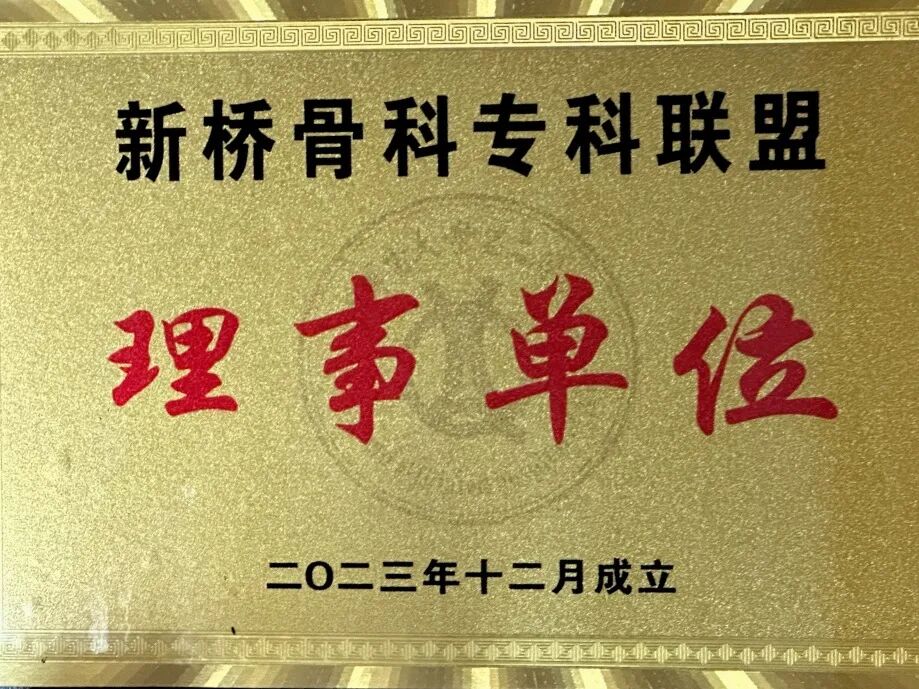 新桥骨科专科联盟
理事单位
二〇二三年十二月成立